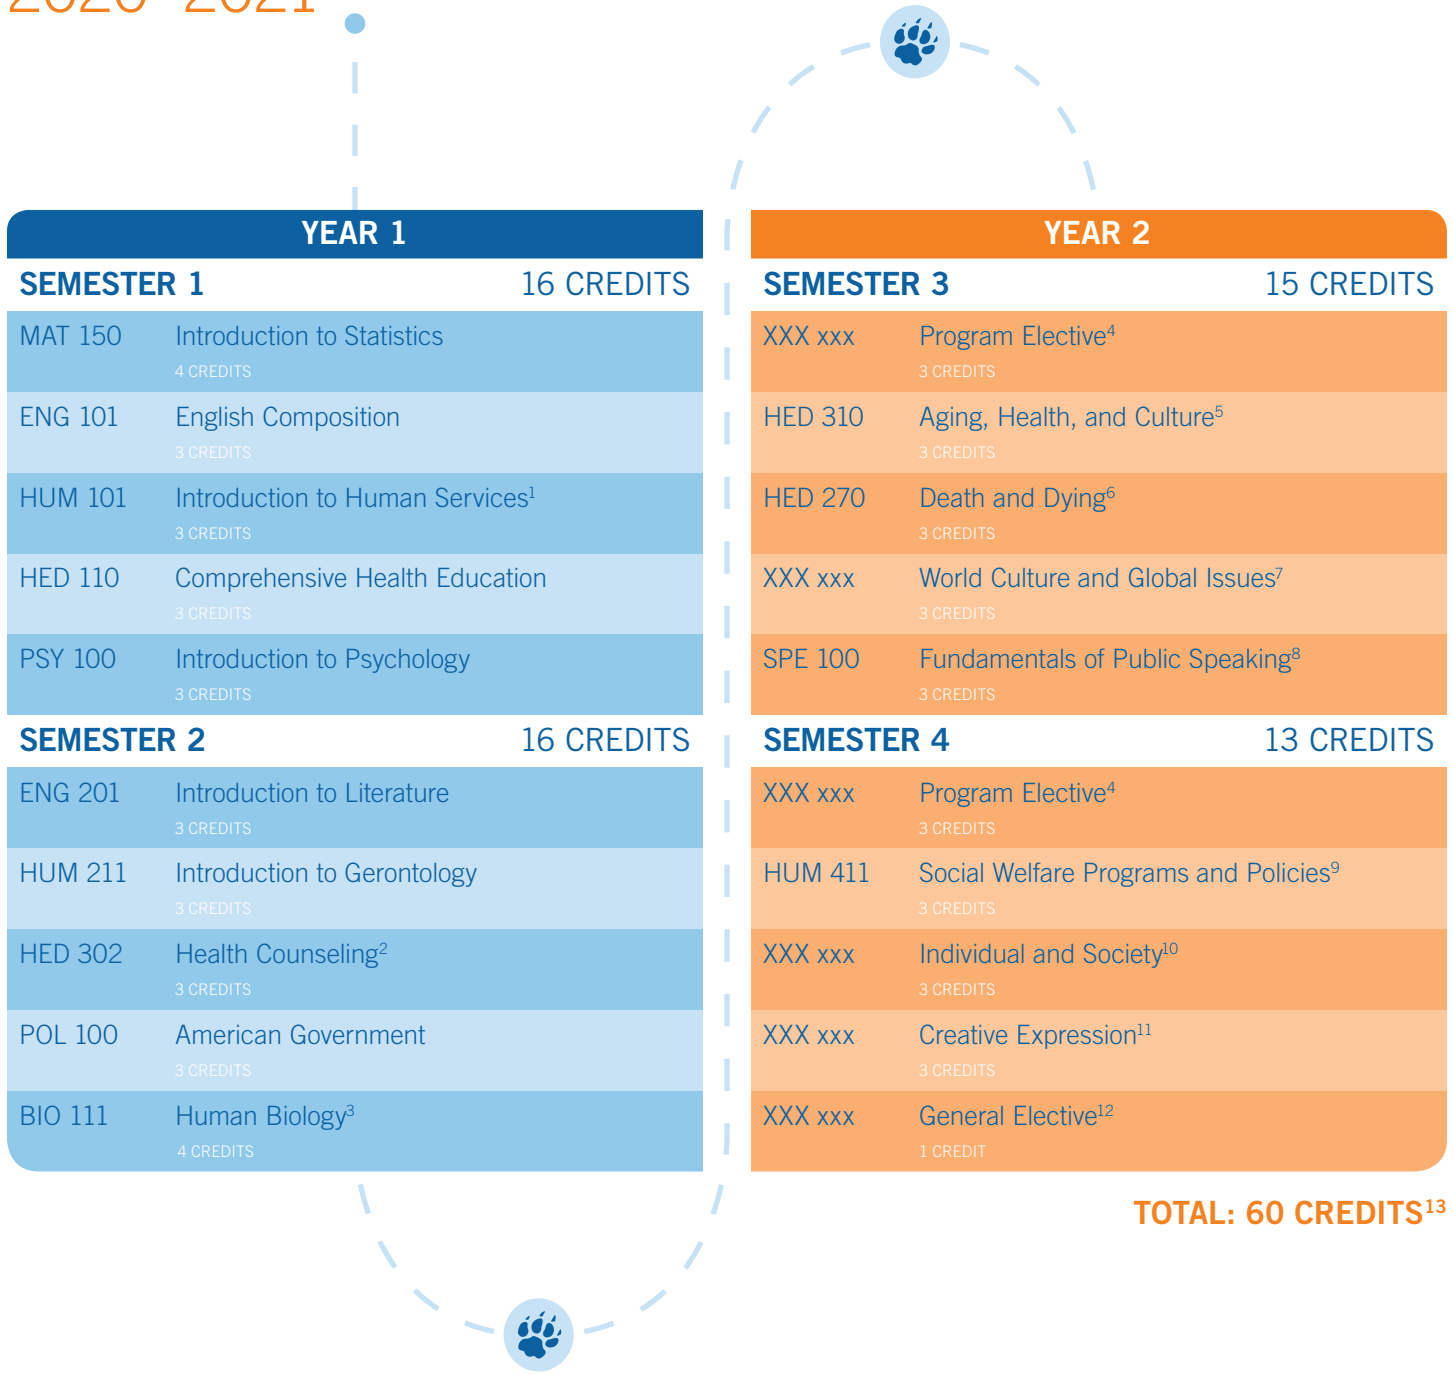 2020–2021
YEAR 1
SEMESTER 1 16 CREDITS
MAT 150 Introduction to Statistics
4 CREDITS
ENG 101 English Composition
3 CREDITS
HUM 101 Introduction to Human Services¹
3 CREDITS
HED 110 Comprehensive Health Education
3 CREDITS
PSY 100 Introduction to Psychology
3 CREDITS
SEMESTER 2 16 CREDITS
ENG 201 Introduction to Literature
3 CREDITS
HUM 211 Introduction to Gerontology
3 CREDITS
HED 302 Health Counseling²
3 CREDITS
POL 100 American Government
3 CREDITS
BIO 111 Human Biology³
4 CREDITS
YEAR 2
SEMESTER 3 15 CREDITS
XXX xxx Program Elective⁴
3 CREDITS
HED 310 Aging, Health, and Culture⁵
3 CREDITS
HED 270 Death and Dying⁶
3 CREDITS
XXX xxx World Culture and Global Issues⁷
3 CREDITS
SPE 100 Fundamentals of Public Speaking⁸
3 CREDITS
SEMESTER 4 13 CREDITS
XXX xxx Program Elective⁴
3 CREDITS
HUM 411 Social Welfare Programs and Policies⁹
3 CREDITS
XXX xxx Individual and Society¹⁰
3 CREDITS
XXX xxx Creative Expression¹¹
3 CREDITS
XXX xxx General Elective¹²
1 CREDIT
TOTAL: 60 CREDITS¹³